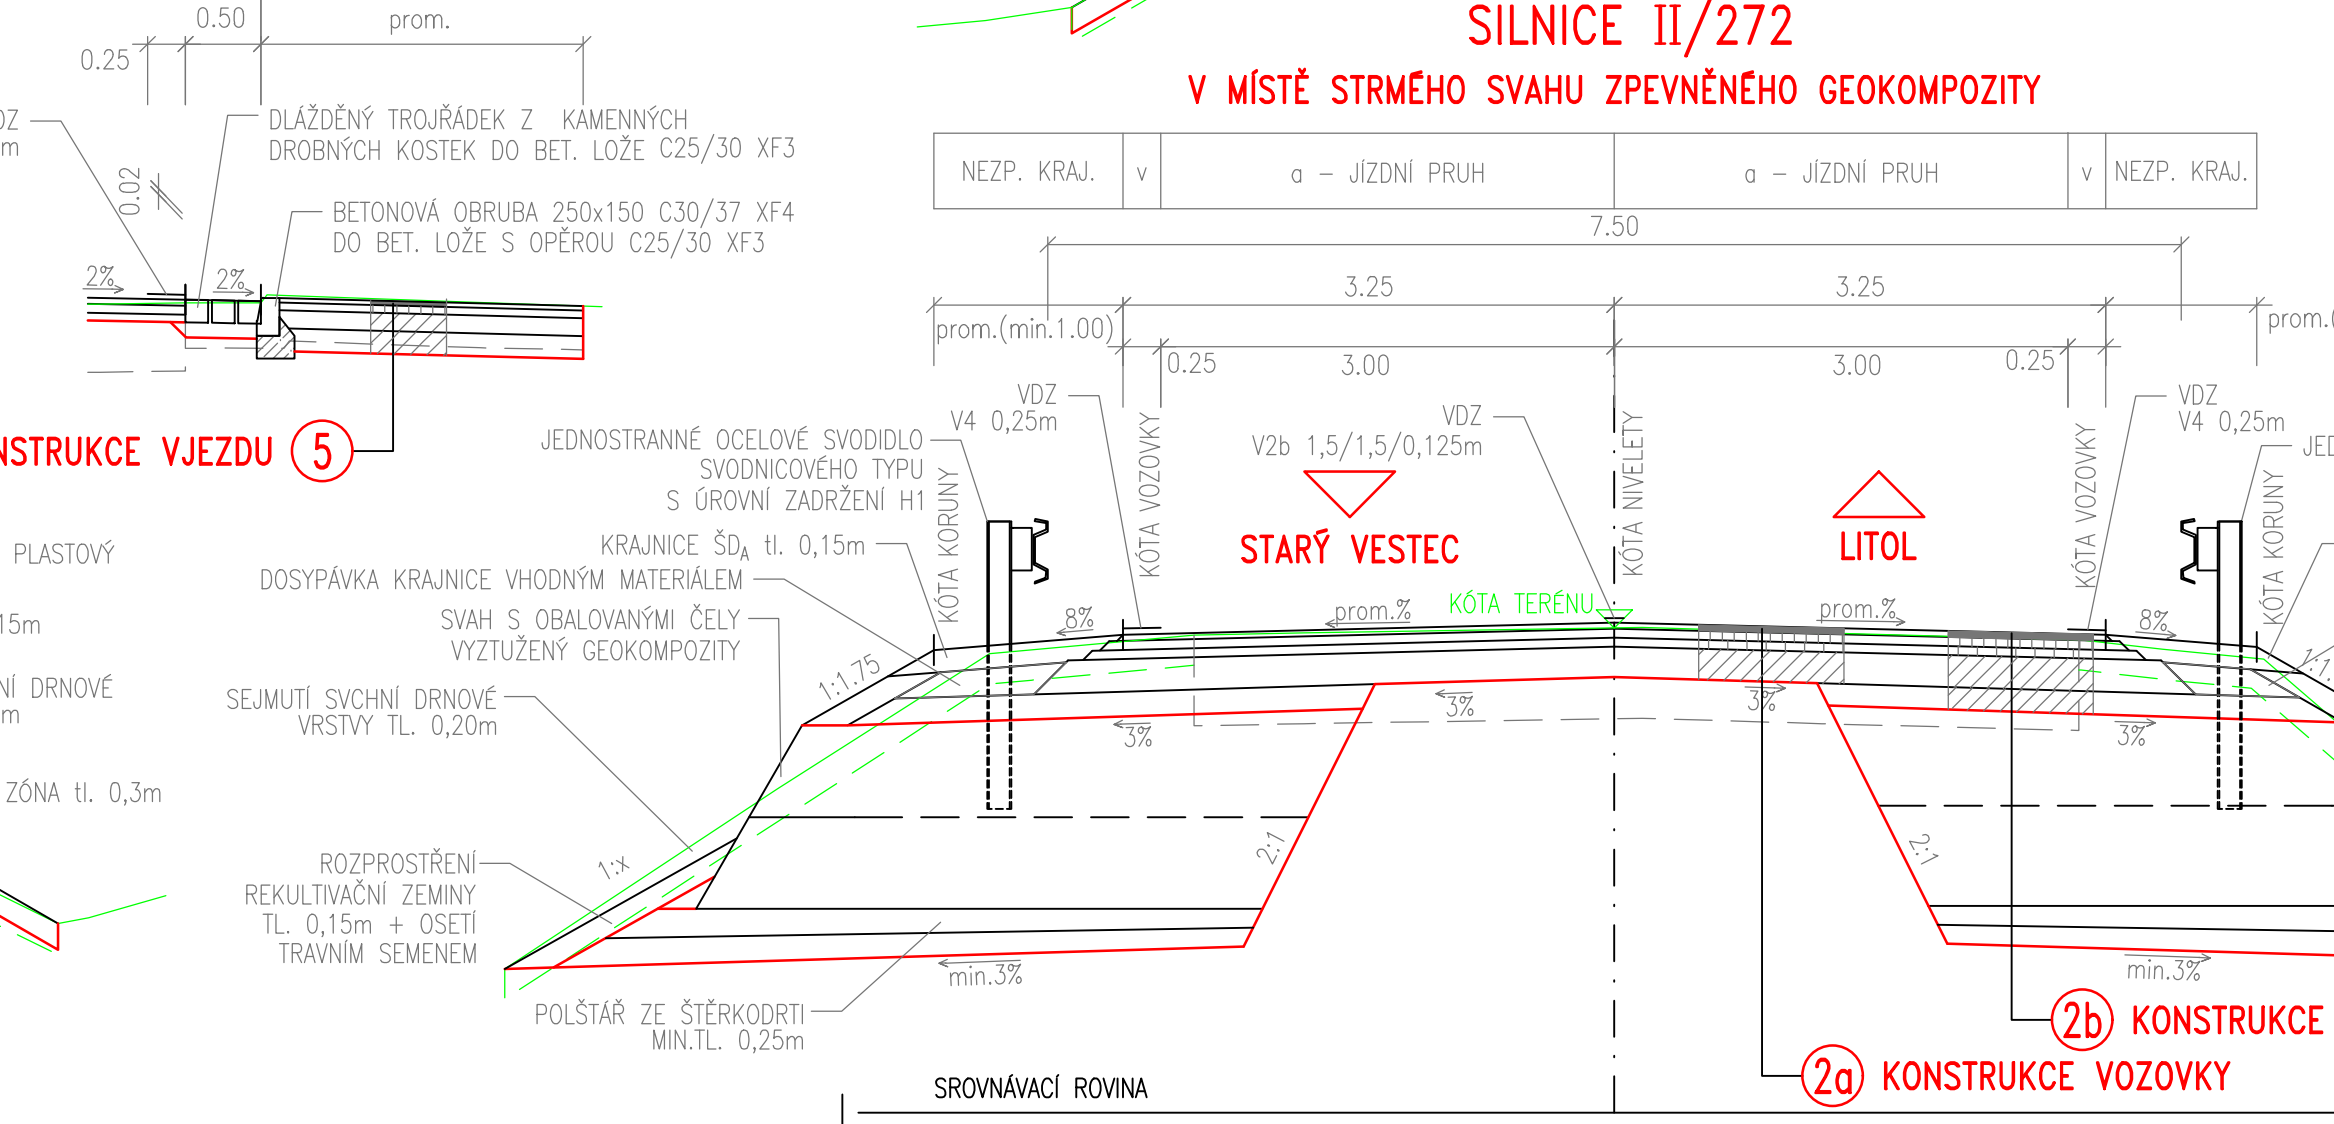 0.50
prom.
0.25
DLÁŽDĚNÝ TROJŘÁDEK Z KAMENNÝCH
DROBNÝCH KOSTEK DO BET. LOŽE C25/30 XF3
0.02
BETONOVÁ OBRUBA 250x150 C30/37 XF4
DO BET. LOŽE S OPĚROU C25/30 XF3
2%
2%
VJEZDU
5
PLASTOVÝ
DRNOVÉ
ZÓNA tl. 0,3m
SILNICE II/272
V MÍSTĚ STRMÉHO SVAHU ZPEVNĚNÉHO GEOKOMPOZITY
NEZP. KRAJ.
v
a – JÍZDNÍ PRUH
a – JÍZDNÍ PRUH
v
NEZP. KRAJ.
7.50
3.25
3.25
prom.(min.1.00)
prom.(
0.25
3.00
3.00
0.25
VDZ
V4 0,25m
VDZ
V2b 1,5/1,5/0,125m
VDZ
V4 0,25m
JEDNOSTRANNÉ OCELOVÉ SVODIDLO
SVODNICOVÉHO TYPU
S ÚROVNÍ ZADRŽENÍ H1
KÓTA KORUNY
KÓTA VOZOVKY
KÓTA NIVELETY
KÓTA VOZOVKY
KÓTA KORUNY
STARÝ VESTEC
LITOL
KRAJNICE ŠDA tl. 0,15m
DOSYPÁVKA KRAJNICE VHODNÝM MATERIÁLEM
SVAH S OBALOVANÝMI ČELY
VYZTUŽENÝ GEOKOMPOZITY
KÓTA TERÉNU
8%
prom.%
prom.%
8%
1:1.75
SEJMUTÍ SVCHNÍ DRNOVÉ
VRSTVY TL. 0,20m
3%
3%
3%
3%
1:x
2:1
2:1
ROZPROSTŘENÍ
REKULTIVAČNÍ ZEMINY
TL. 0,15m + OSETÍ
TRAVNÍM SEMENEM
min.3%
min.3%
POLŠTÁŘ ZE ŠTĚRKODRTI
MIN.TL. 0,25m
2b KONSTRUKCE
2a KONSTRUKCE VOZOVKY
SROVNÁVACÍ ROVINA